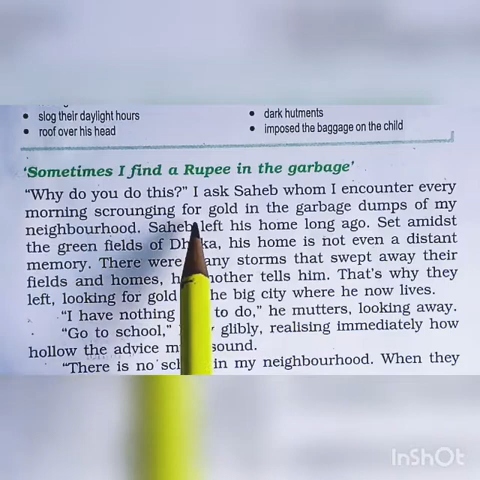 • slog their daylight hours
• dark hutments
• roof over his head
• imposed the baggage on the child
'Sometimes I find a Rupee in the garbage'
"Why do you do this?" I ask Saheb whom I encounter every
morning scrounging for gold in the garbage dumps of my
neighbourhood. Saheb left his home long ago. Set amidst
the green fields of Dhaka, his home is not even a distant
memory. There were many storms that swept away their
fields and homes, his mother tells him. That's why they
left, looking for gold the big city where he now lives.
"I have nothing to do," he mutters, looking away.
"Go to school," glibly, realising immediately how
hollow the advice sound.
"There is no in my neighbourhood. When they
InShOt